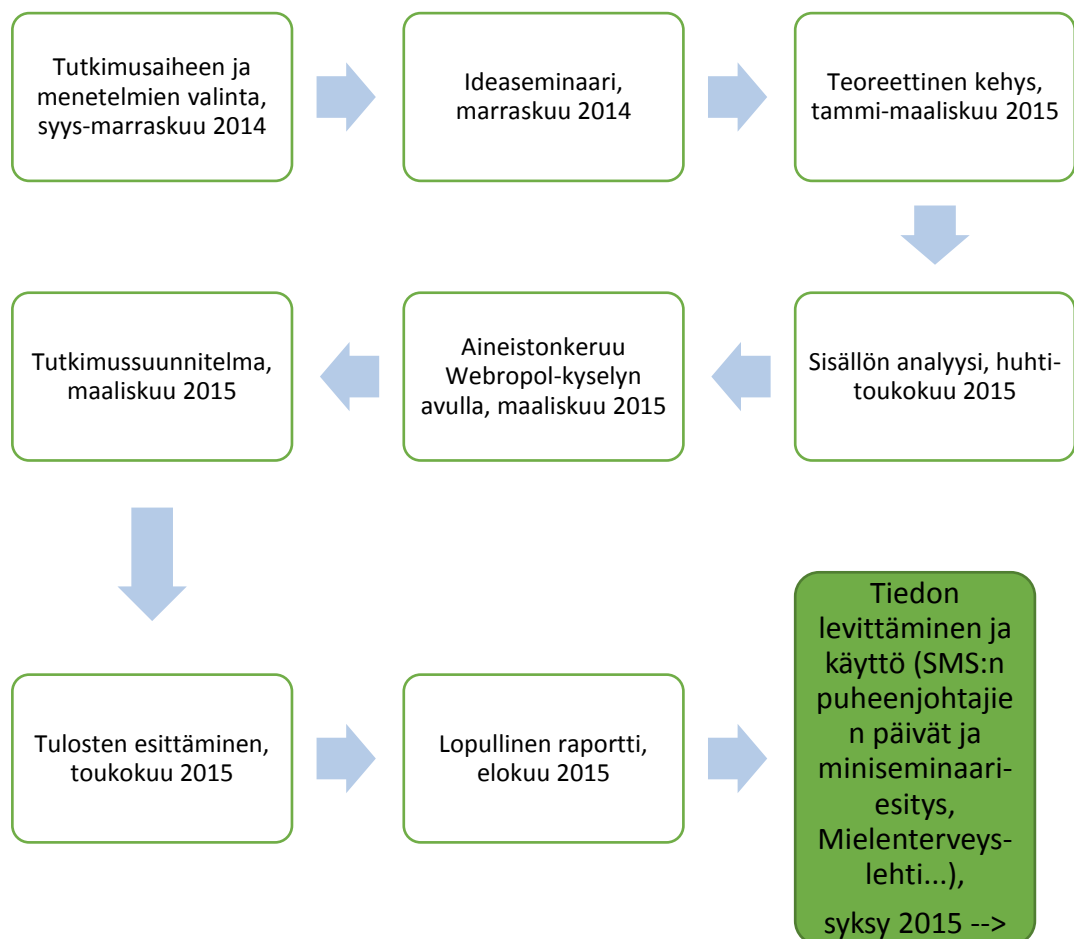 Tutkimusaiheen ja
menetelmien valinta,
syys-marraskuu 2014
Ideaseminaari,
marraskuu 2014
Teoreettinen kehys,
tammi-maaliskuu 2015
Sisällön analyysi, huhti-
toukokuu 2015
Aineistonkeruu
Webropol-kyselyn
avulla, maaliskuu 2015
Tutkimussuunnitelma,
maaliskuu 2015
Tulosten esittäminen,
toukokuu 2015
Lopullinen raportti,
elokuu 2015
Tiedon
levittäminen ja
käyttö (SMS:n
puheenjohtajie
n päivät ja
miniseminaari-
esitys,
Mielenterveys-
lehti...),
syksy 2015 -->